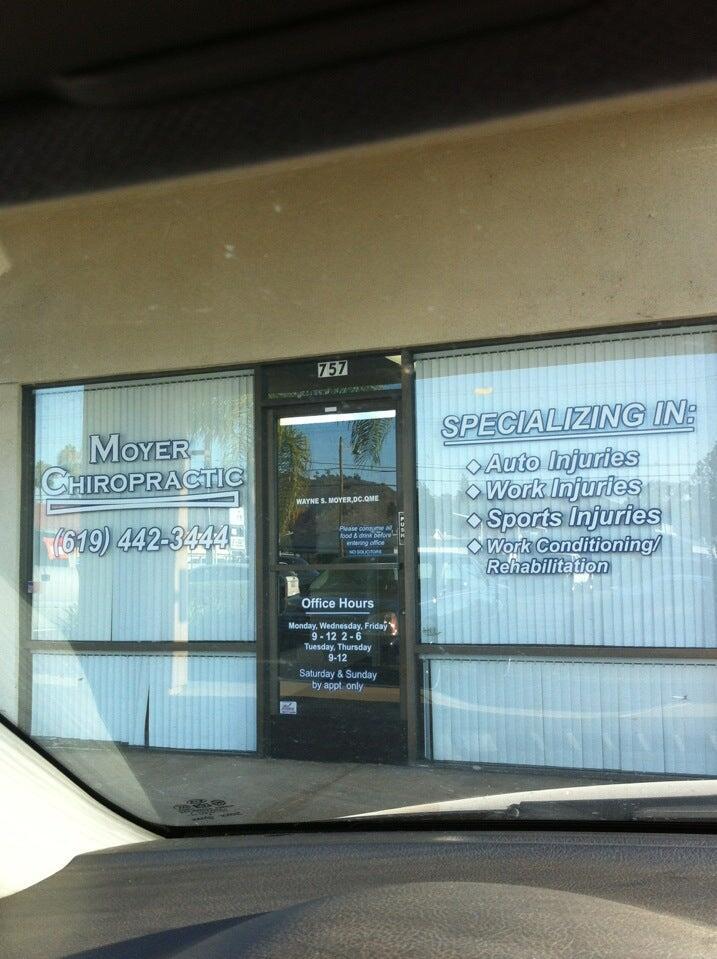 757
MOYER
CHIROPRACTIC
(619) 442-3444
WAYNE S. MOYER,DC.QME
Please consume all
food & drink before
entering office
NO SOLICITORS
Office Hours
Monday, Wednesday, Friday
9 - 12 2 - 6
Tuesday, Thursday
9-12
Saturday & Sunday
by appt. only
SPECIALIZING IN:
Auto Injuries
Work Injuries
Sports Injuries
Work Conditioning/
Rehabilitation